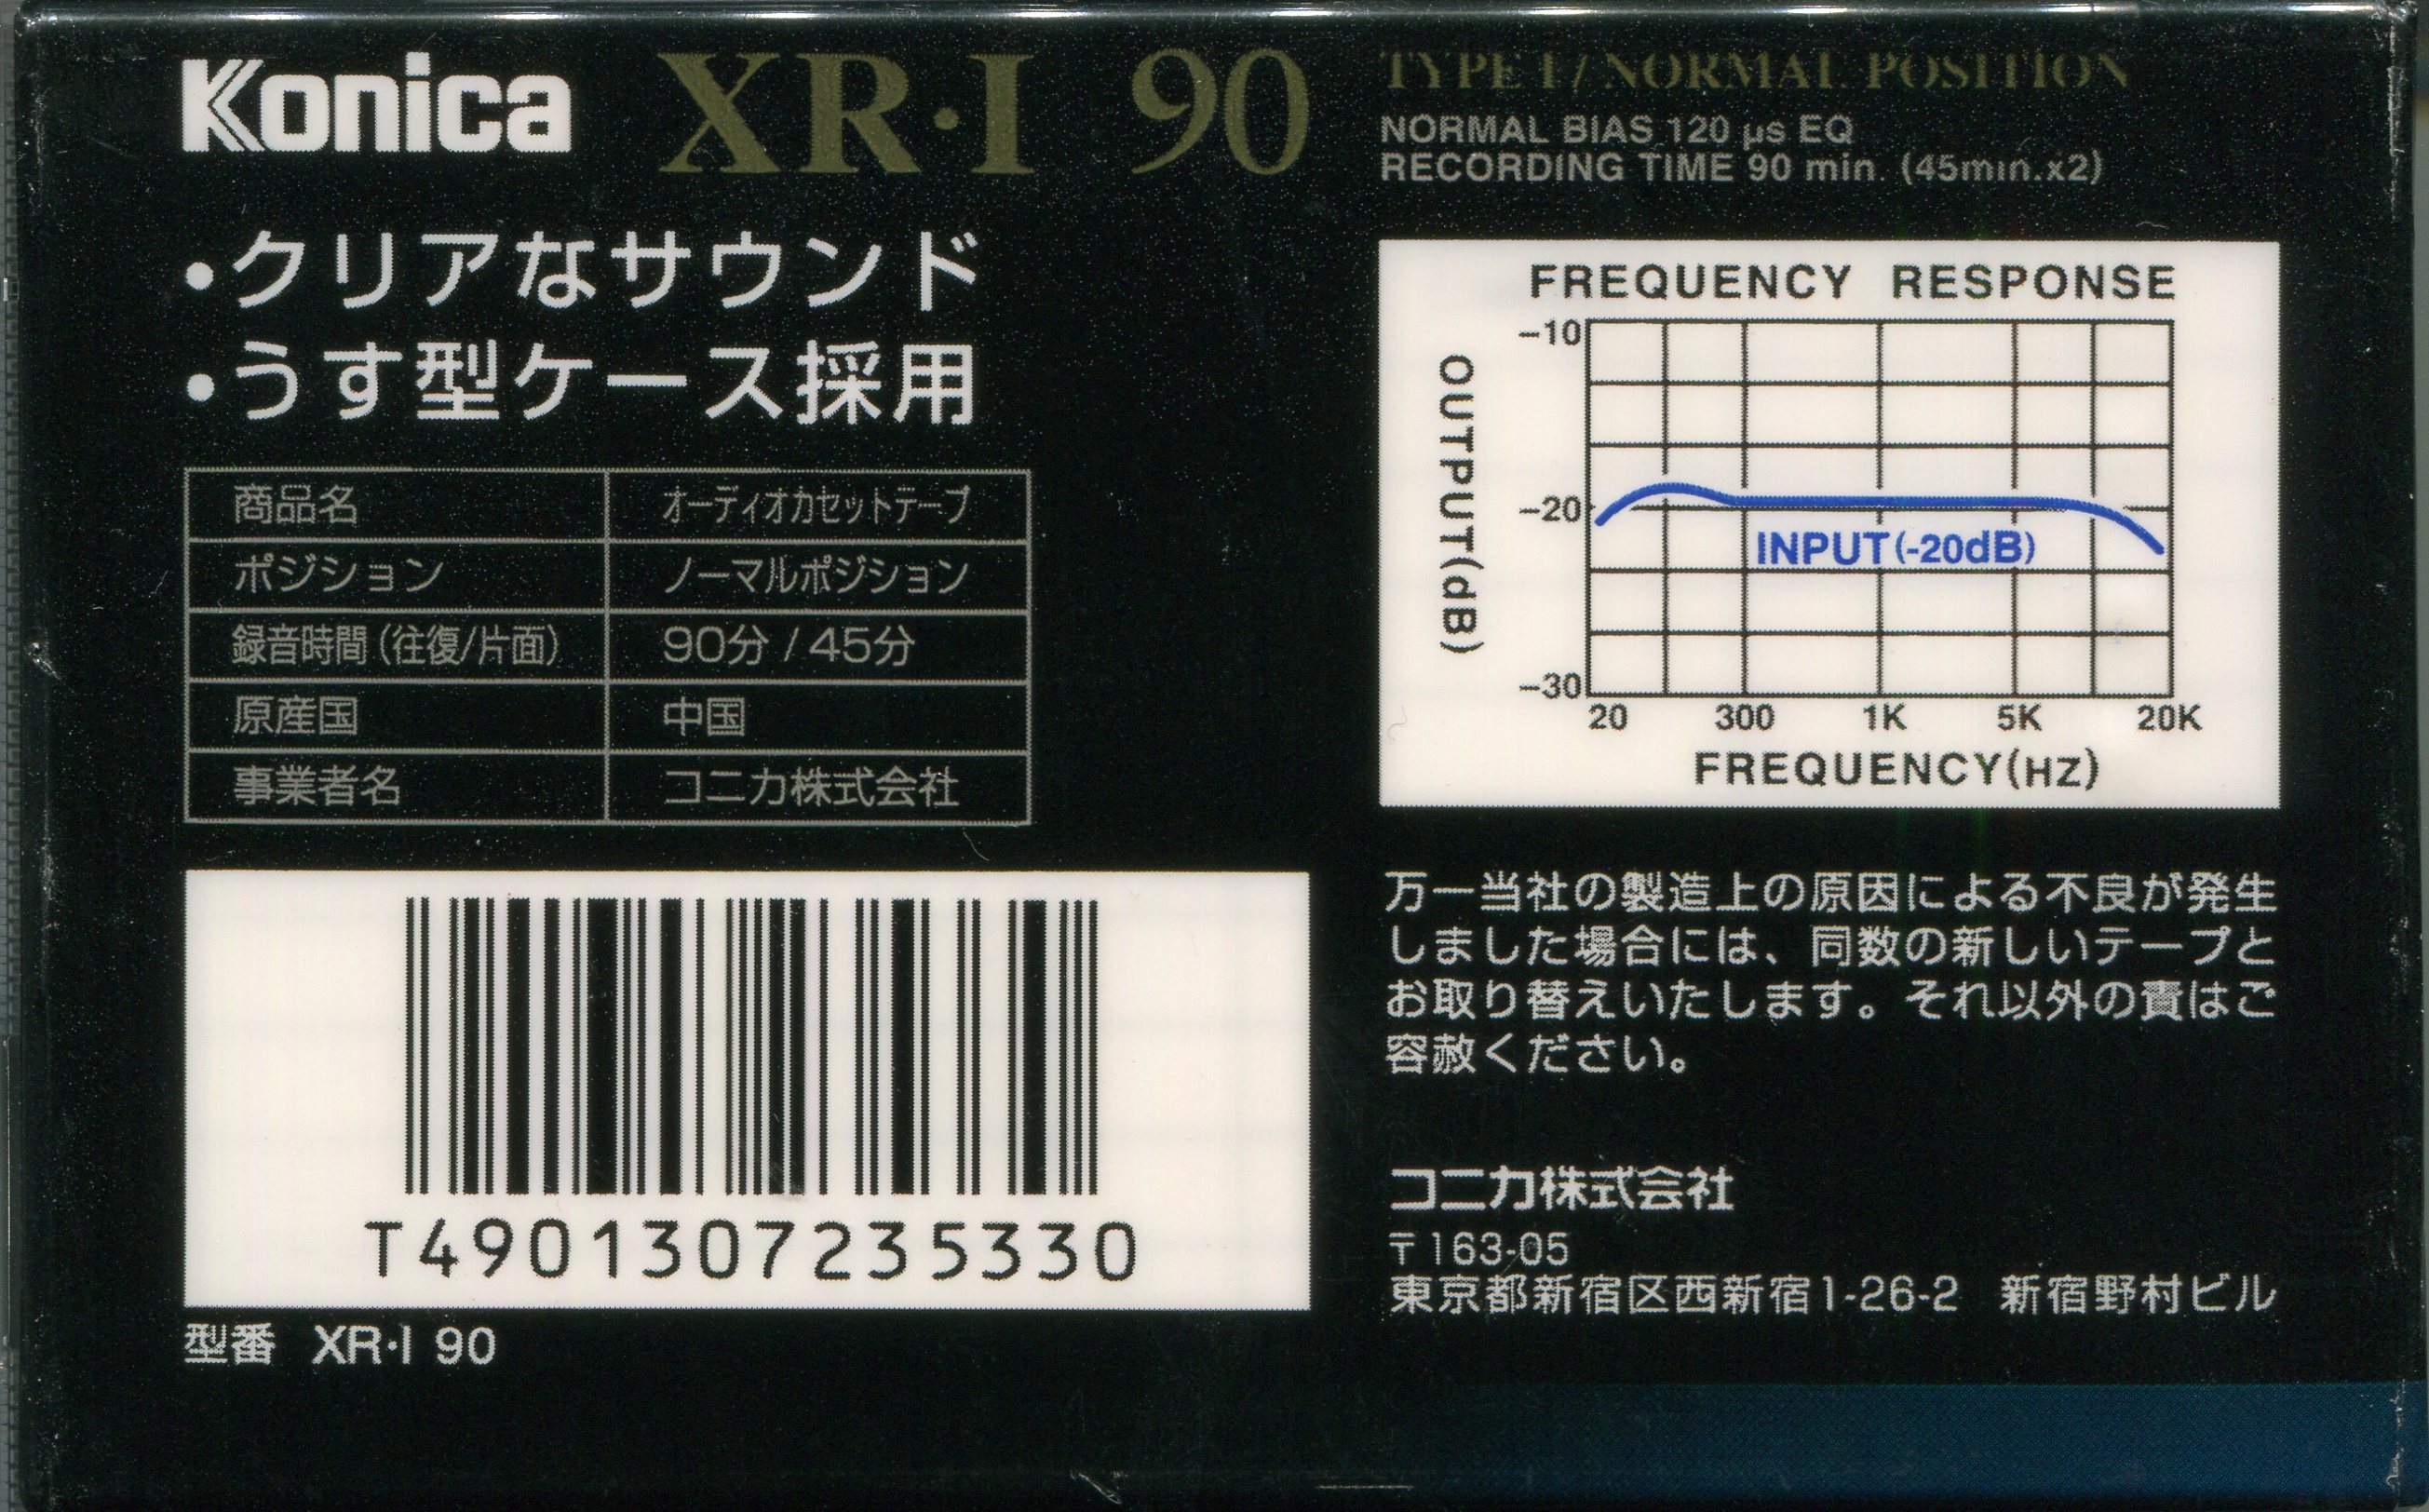 Konica XR・I 90
TYPE I / NORMAL POSITION
NORMAL BIAS 120 µs EQ
RECORDING TIME 90 min. (45min.x2)
・クリアなサウンド
・うす型ケース採用
商品名 オーディオカセットテープ
ポジション ノーマルポジション
録音時間(往復/片面) 90分 / 45分
原産国 中国
事業者名 コニカ株式会社
T4901307235330
型番 XR・I 90
FREQUENCY RESPONSE
OUTPUT(dB)
-10
-20
-30
INPUT(-20dB)
20 300 1K 5K 20K
FREQUENCY(HZ)
万一当社の製造上の原因による不良が発生
しました場合には、同数の新しいテープと
お取り替えいたします。それ以外の責はご
容赦ください。
コニカ株式会社
〒163-05
東京都新宿区西新宿1-26-2 新宿野村ビル